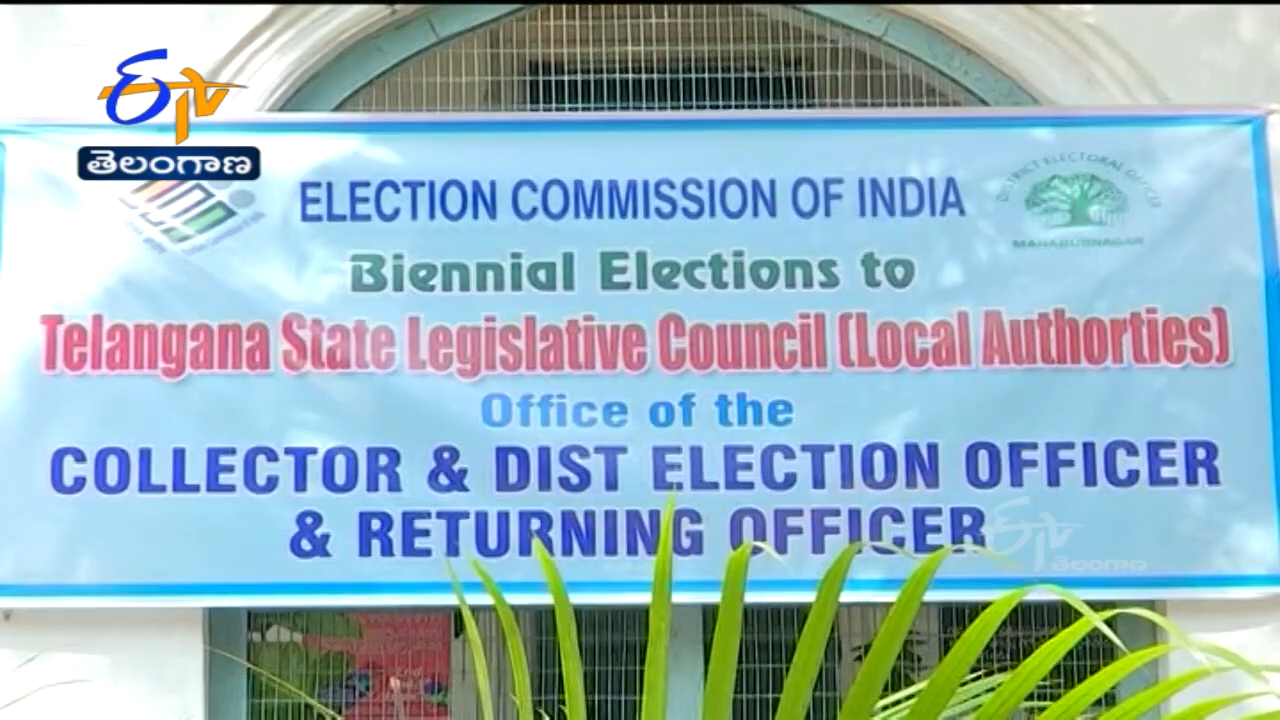 ETV
తెలంగాణ
ELECTION COMMISSION OF INDIA
DISTRICT ELECTORAL OFFICER
MAHABUBNAGAR
Biennial Elections to
Telangana State Legislative Council (Local Authorties)
Office of the
COLLECTOR & DIST ELECTION OFFICER
& RETURNING OFFICER
ETV
తెలంగాణ